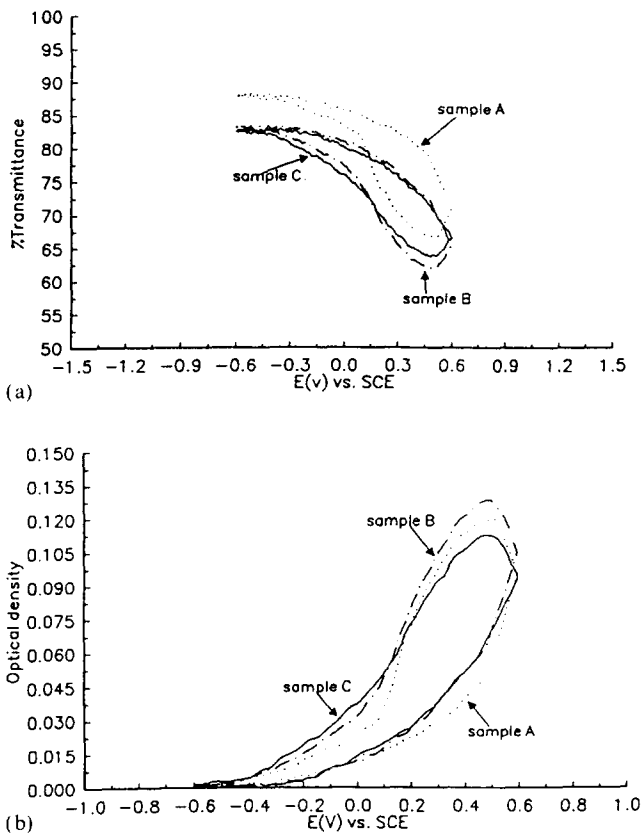 100
95
90
85
80
75
70
65
60
55
50
%Transmittance
sample A
sample C
sample B
-1.5 -1.2 -0.9 -0.6 -0.3 0.0 0.3 0.6 0.9 1.2 1.5
E(v) vs. SCE
(a)
0.150
0.135
0.120
0.105
0.090
0.075
0.060
0.045
0.030
0.015
0.000
Optical density
sample B
sample C
sample A
-1.0 -0.8 -0.6 -0.4 -0.2 0.0 0.2 0.4 0.6 0.8 1.0
E(V) vs. SCE
(b)